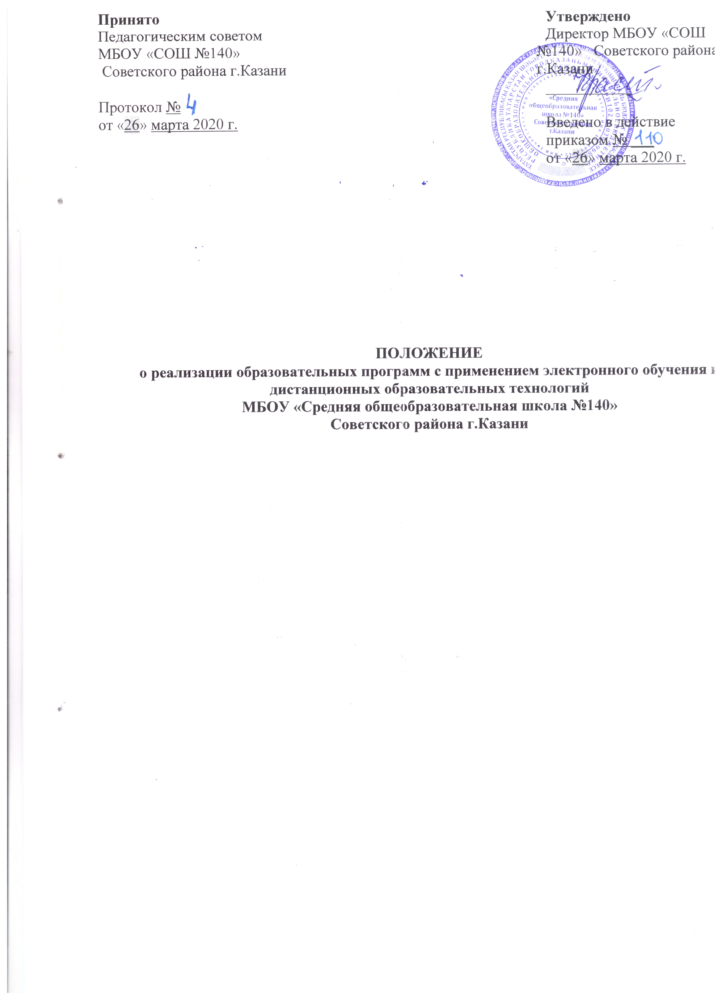 Принято
Педагогическим советом
МБОУ «СОШ №140»
Советского района г.Казани
Протокол № 4
от «26» марта 2020 г.
Утверждено
Директор МБОУ «СОШ
№140» Советского района
г.Казани
«Средняя
общеобразовательная
школа №140»
Советского района
г.Казани
Введено в действие
приказом № 110
от «26» марта 2020 г.
ПОЛОЖЕНИЕ
о реализации образовательных программ с применением электронного обучения и
дистанционных образовательных технологий
МБОУ «Средняя общеобразовательная школа №140»
Советского района г.Казани